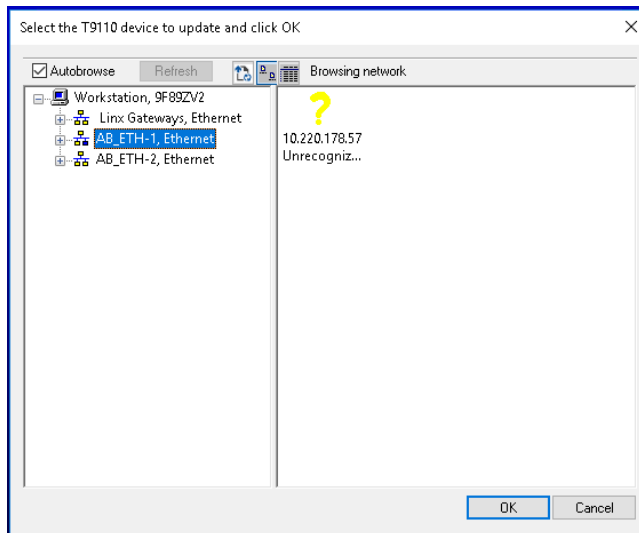 Select the T9110 device to update and click OK
Autobrowse Refresh Browsing network
Workstation, 9F89ZV2
Linx Gateways, Ethernet
AB_ETH-1, Ethernet
AB_ETH-2, Ethernet
?
10.220.178.57
Unrecogniz...
OK Cancel